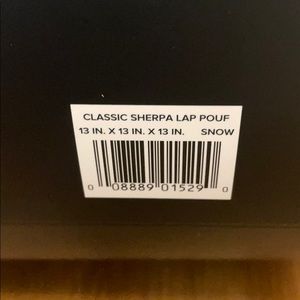 CLASSIC SHERPA LAP POUF
13 IN. X 13 IN. X 13 IN. SNOW
0 08889 01529 0